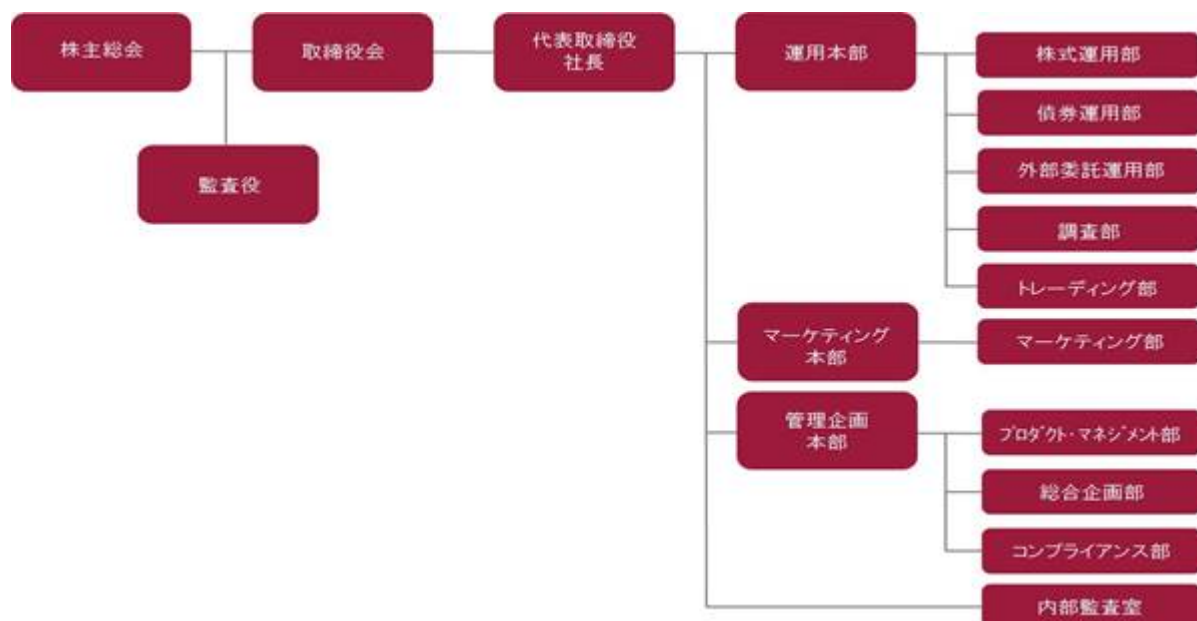 株主総会
取締役会
代表取締役
社長
運用本部
株式運用部
債券運用部
外部委託運用部
調査部
トレーディング部
監査役
マーケティング
本部
マーケティング部
管理企画
本部
プロダクト・マネジメント部
総合企画部
コンプライアンス部
内部監査室